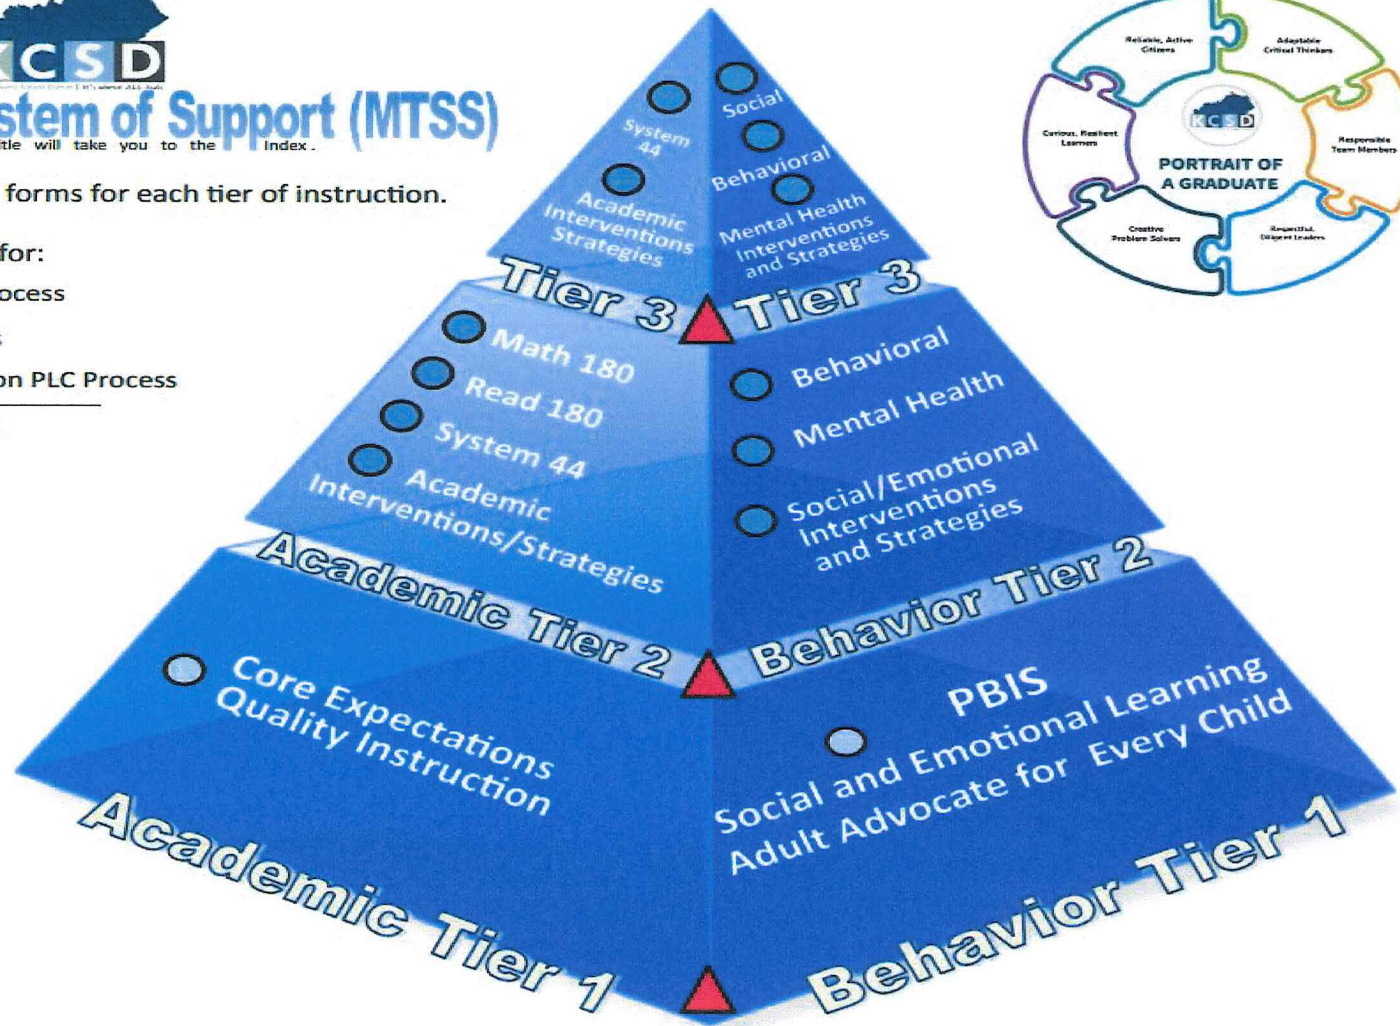 KCSD
stem of Support (MTSS)
itle will take you to the Index.
forms for each tier of instruction.
for:
ocess
on PLC Process
System
44
Academic
Interventions
Strategies
Social
Behavioral
Mental Health
Interventions
and Strategies
Tier 3
Tier 3
Math 180
Read 180
System 44
Academic
Interventions/Strategies
Behavioral
Mental Health
Social/Emotional
Interventions
and Strategies
Academic Tier 2
Behavior Tier 2
Core Expectations
Quality Instruction
PBIS
Social and Emotional Learning
Adult Advocate for Every Child
Academic Tier 1
Behavior Tier 1
Reliable, Active
Citizens
Adaptable
Critical Thinkers
Curious, Resilient
Learners
KCSD
Responsible
Team Members
PORTRAIT OF
A GRADUATE
Creative
Problem Solvers
Respectful,
Diligent Leaders